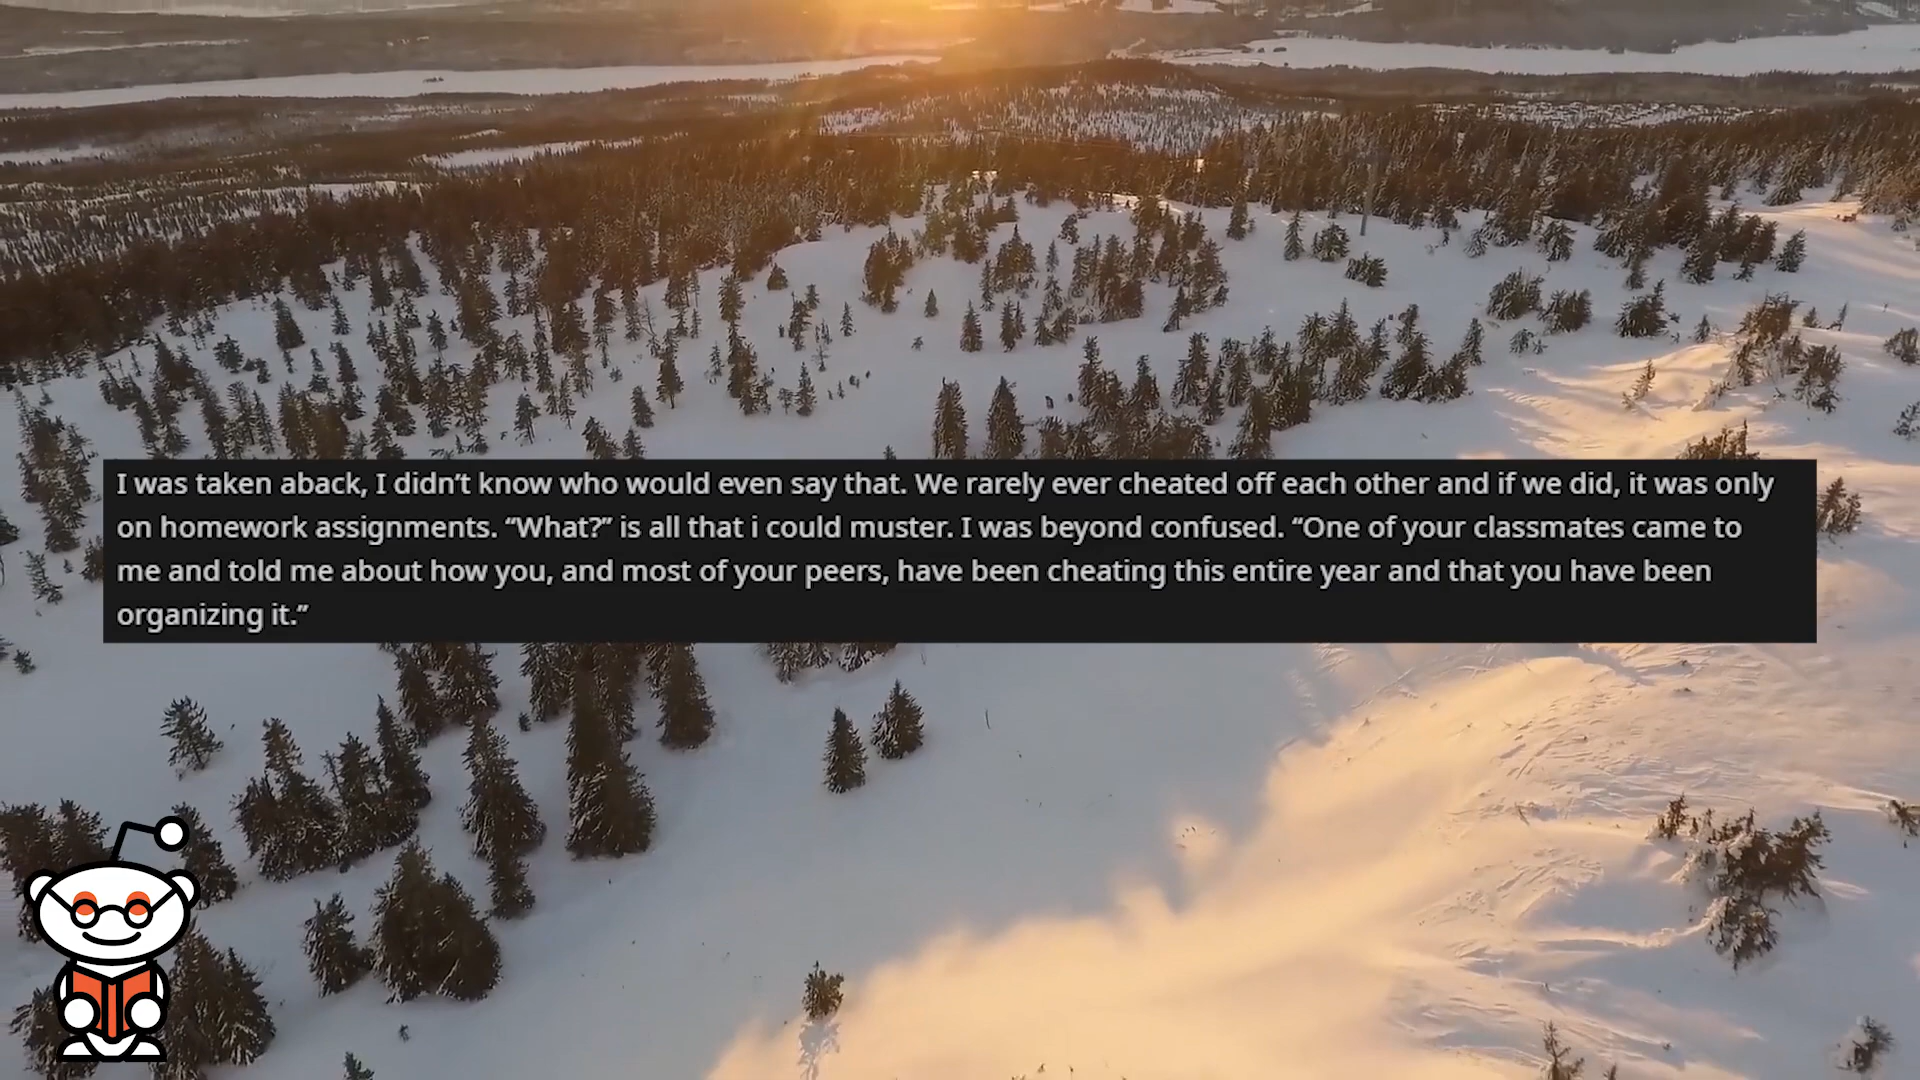 I was taken aback, I didn’t know who would even say that. We rarely ever cheated off each other and if we did, it was only
on homework assignments. “What?” is all that i could muster. I was beyond confused. “One of your classmates came to
me and told me about how you, and most of your peers, have been cheating this entire year and that you have been
organizing it.”